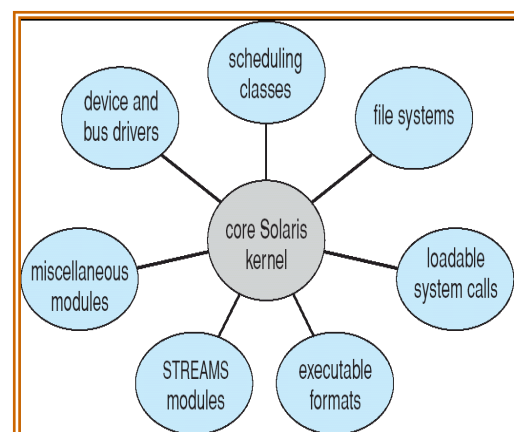 scheduling
classes
device and
bus drivers
file systems
core Solaris
kernel
miscellaneous
modules
loadable
system calls
STREAMS
modules
executable
formats